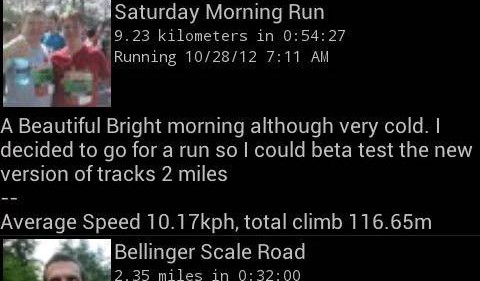 Saturday Morning Run
9.23 kilometers in 0:54:27
Running 10/28/12 7:11 AM
A Beautiful Bright morning although very cold. I
decided to go for a run so I could beta test the new
version of tracks 2 miles
--
Average Speed 10.17kph, total climb 116.65m
Bellinger Scale Road
2.35 miles in 0:32:00